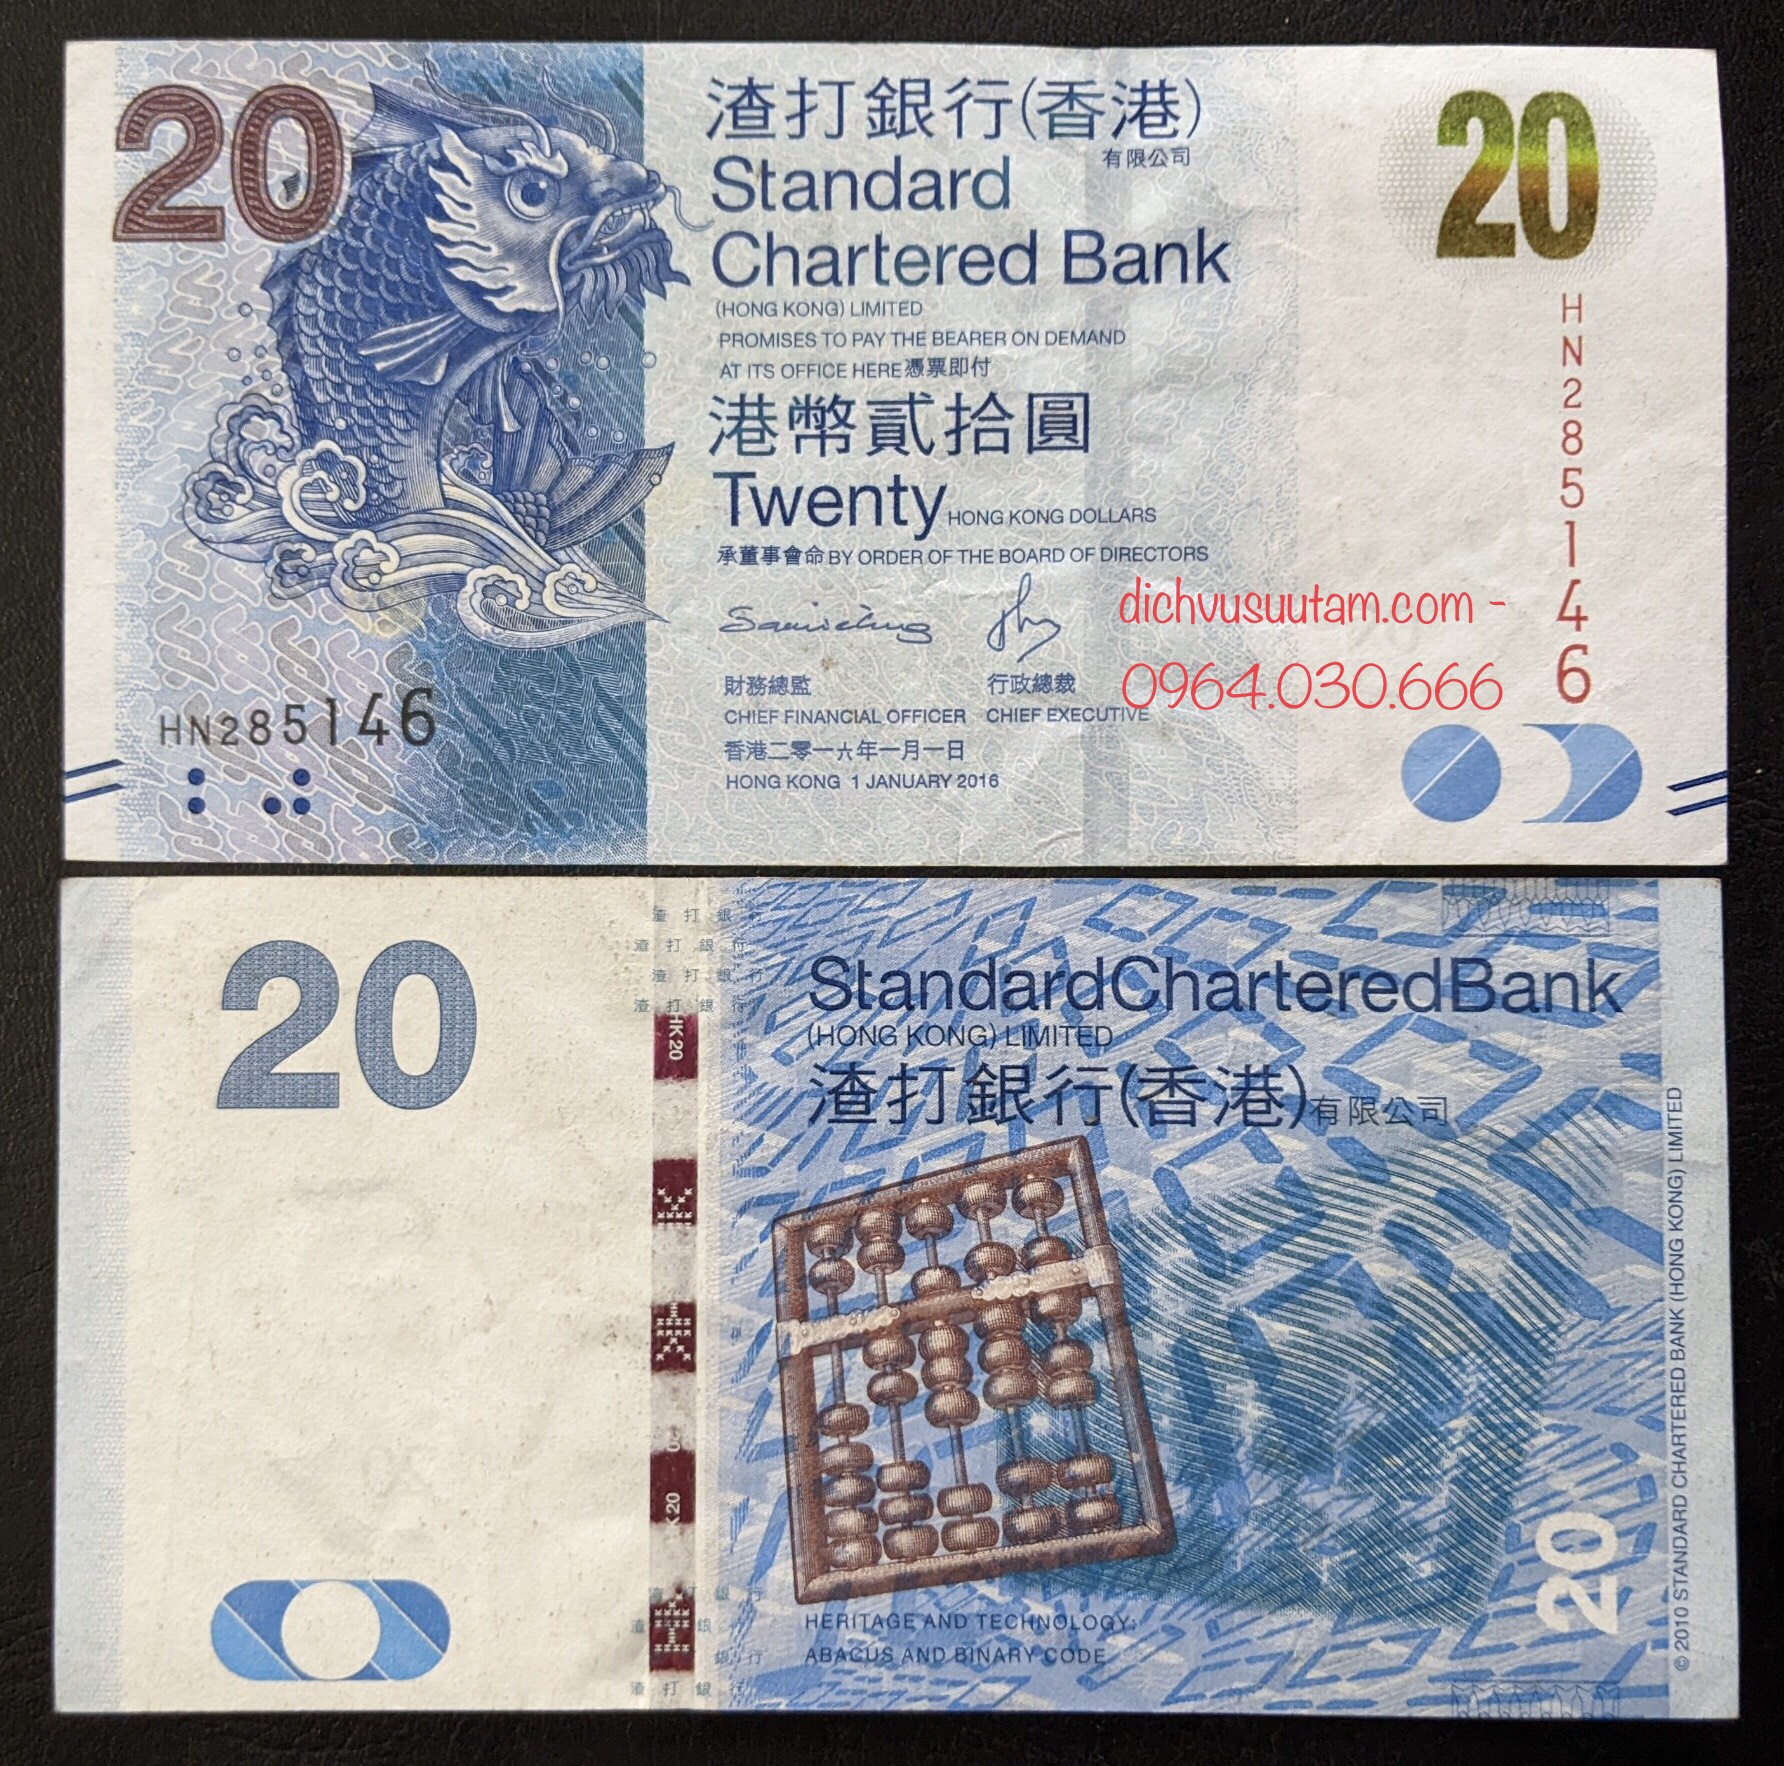 20
渣打銀行(香港)
有限公司
Standard
Chartered Bank
(HONG KONG) LIMITED
PROMISES TO PAY THE BEARER ON DEMAND
AT ITS OFFICE HERE憑票即付
港幣貳拾圓
Twenty HONG KONG DOLLARS
承董事會命 BY ORDER OF THE BOARD OF DIRECTORS
財務總監 行政總裁
CHIEF FINANCIAL OFFICER CHIEF EXECUTIVE
香港二零一六年一月一日
HONG KONG 1 JANUARY 2016
HN285146
20
HN285146
dichvusuutam.com -
0964.030.666
20
渣打銀行
渣打銀行
渣打銀行
渣打銀行
HK20
StandardCharteredBank
(HONG KONG) LIMITED
渣打銀行(香港)有限公司
HERITAGE AND TECHNOLOGY:
ABACUS AND BINARY CODE
20
© 2010 STANDARD CHARTERED BANK (HONG KONG) LIMITED